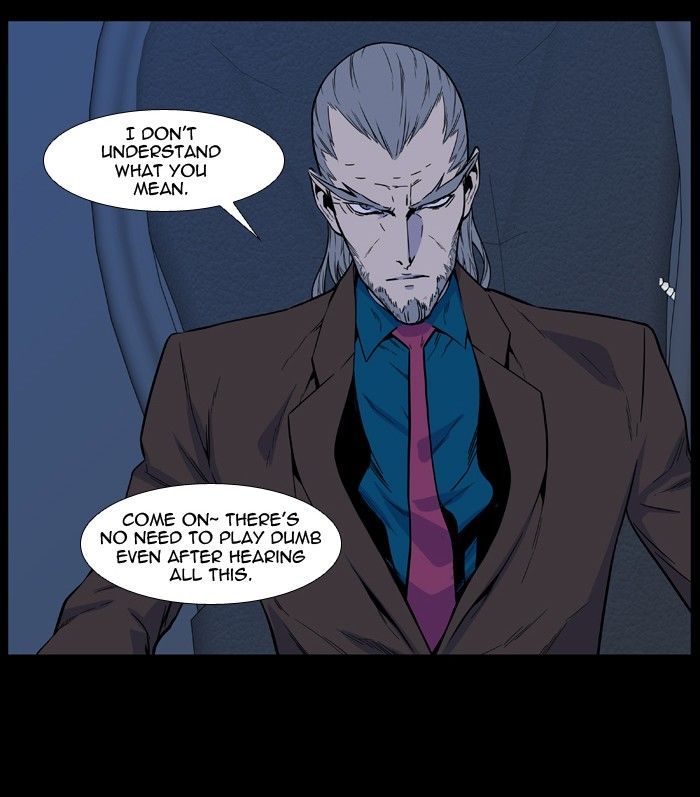 I DON'T
UNDERSTAND
WHAT YOU
MEAN.
COME ON~ THERE'S
NO NEED TO PLAY DUMB
EVEN AFTER HEARING
ALL THIS.